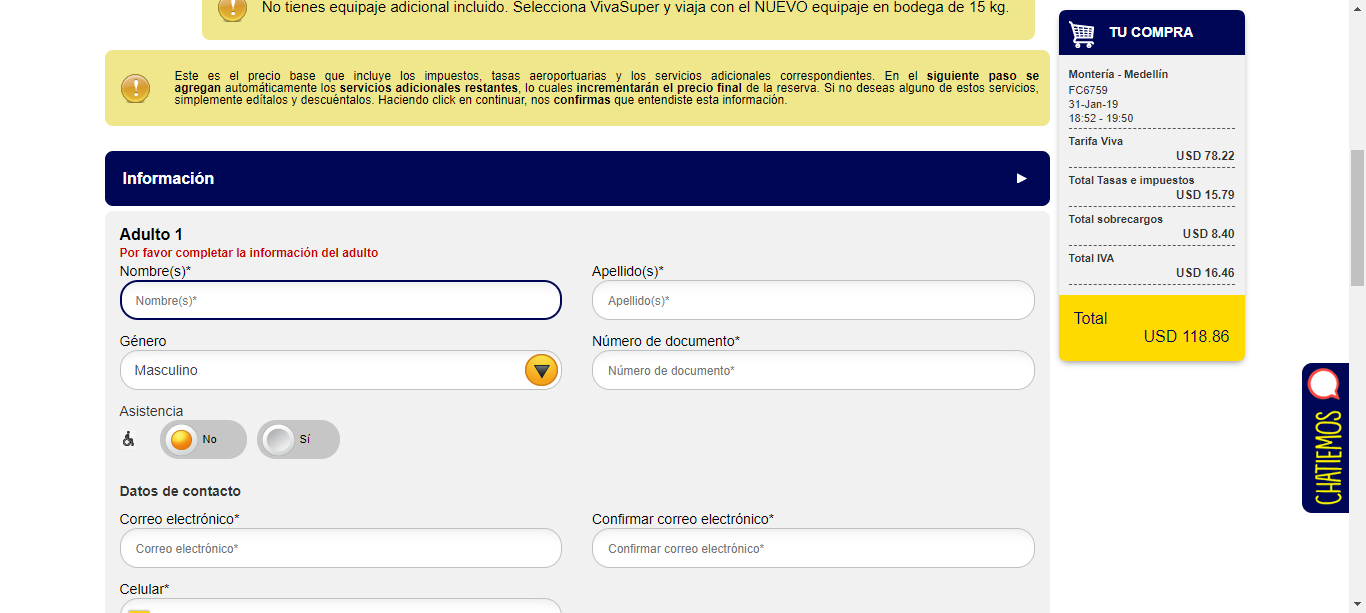 No tienes equipaje adicional incluido. Selecciona VivaSuper y viaja con el NUEVO equipaje en bodega de 15 kg.
Este es el precio base que incluye los impuestos, tasas aeroportuarias y los servicios adicionales correspondientes. En el siguiente paso se
agregan automáticamente los servicios adicionales restantes, lo cuales incrementarán el precio final de la reserva. Si no deseas alguno de estos servicios,
simplemente edítalos y descuéntalos. Haciendo click en continuar, nos confirmas que entendiste esta información.
Información
Adulto 1
Por favor completar la información del adulto
Nombre(s)*
Nombre(s)*
Apellido(s)*
Apellido(s)*
Género
Masculino
Número de documento*
Número de documento*
Asistencia
No
Sí
Datos de contacto
Correo electrónico*
Correo electrónico*
Confirmar correo electrónico*
Confirmar correo electrónico*
Celular*
TU COMPRA
Montería - Medellín
FC6759
31-Jan-19
18:52 - 19:50
Tarifa Viva
USD 78.22
Total Tasas e impuestos
USD 15.79
Total sobrecargos
USD 8.40
Total IVA
USD 16.46
Total
USD 118.86
CHATIEMOS